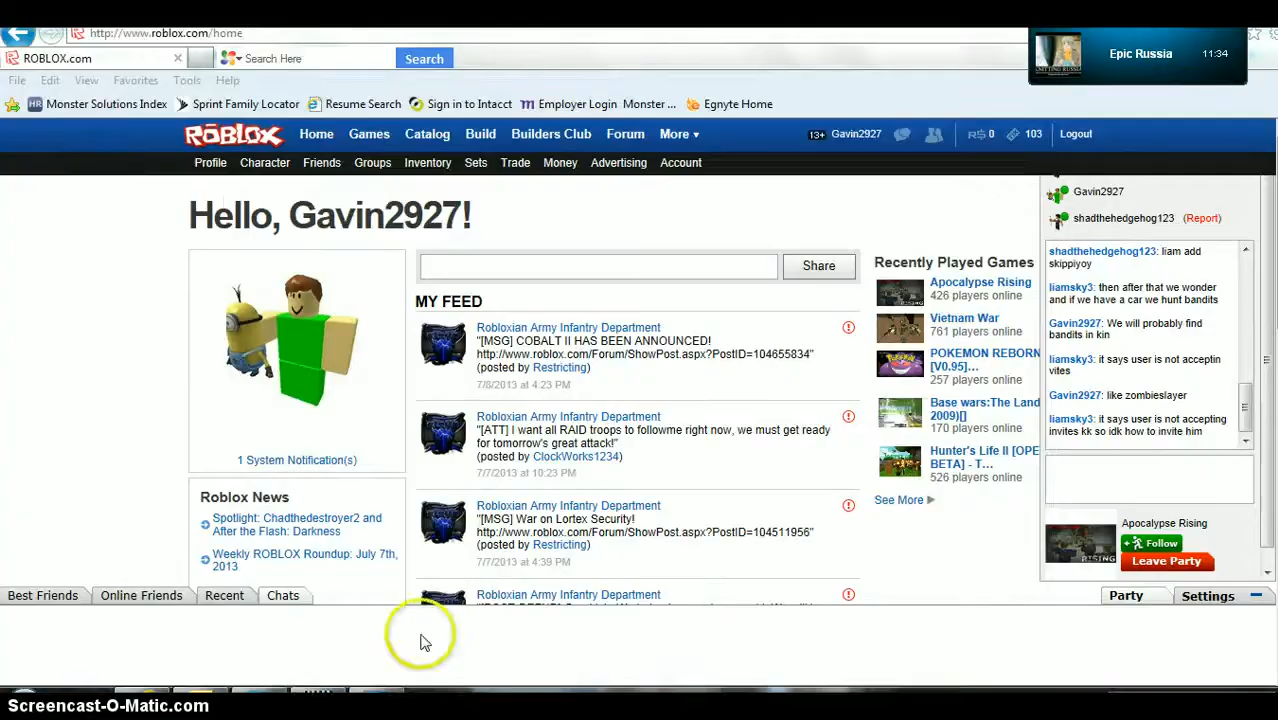 http://www.roblox.com/home
Epic Russia 11:34
ROBLOX.com
Search Here
Search
File Edit View Favorites Tools Help
Monster Solutions Index Sprint Family Locator Resume Search Sign in to Intacct Employer Login Monster ... Egnyte Home
ROBLOX Home Games Catalog Build Builders Club Forum More 13+ Gavin2927 R$ 0 103 Logout
Profile Character Friends Groups Inventory Sets Trade Money Advertising Account
Hello, Gavin2927!
1 System Notification(s)
Roblox News
Spotlight: Chadthedestroyer2 and
After the Flash: Darkness
Weekly ROBLOX Roundup: July 7th,
2013
Share
MY FEED
Robloxian Army Infantry Department
"[MSG] COBALT II HAS BEEN ANNOUNCED!
http://www.roblox.com/Forum/ShowPost.aspx?PostID=104655834"
(posted by Restricting)
7/8/2013 at 4:23 PM
Robloxian Army Infantry Department
"[ATT] I want all RAID troops to followme right now, we must get ready
for tomorrow's great attack!"
(posted by ClockWorks1234)
7/7/2013 at 10:23 PM
Robloxian Army Infantry Department
"[MSG] War on Lortex Security!
http://www.roblox.com/Forum/ShowPost.aspx?PostID=104511956"
(posted by Restricting)
7/7/2013 at 4:39 PM
Robloxian Army Infantry Department
Recently Played Games
Apocalypse Rising
426 players online
Vietnam War
761 players online
POKEMON REBORN
[V0.95]...
257 players online
Base wars:The Land
2009)[]
170 players online
Hunter's Life II [OPE
BETA] - T...
526 players online
See More
Gavin2927
shadthehedgehog123 (Report)
shadthehedgehog123: liam add
skippiyoy
liamsky3: then after that we wonder
and if we have a car we hunt bandits
Gavin2927: We will probably find
bandits in kin
liamsky3: it says user is not acceptin
vites
Gavin2927: like zombieslayer
liamsky3: it says user is not accepting
invites kk so idk how to invite him
Apocalypse Rising
Follow
Leave Party
Best Friends Online Friends Recent Chats Party Settings
Screencast-O-Matic.com